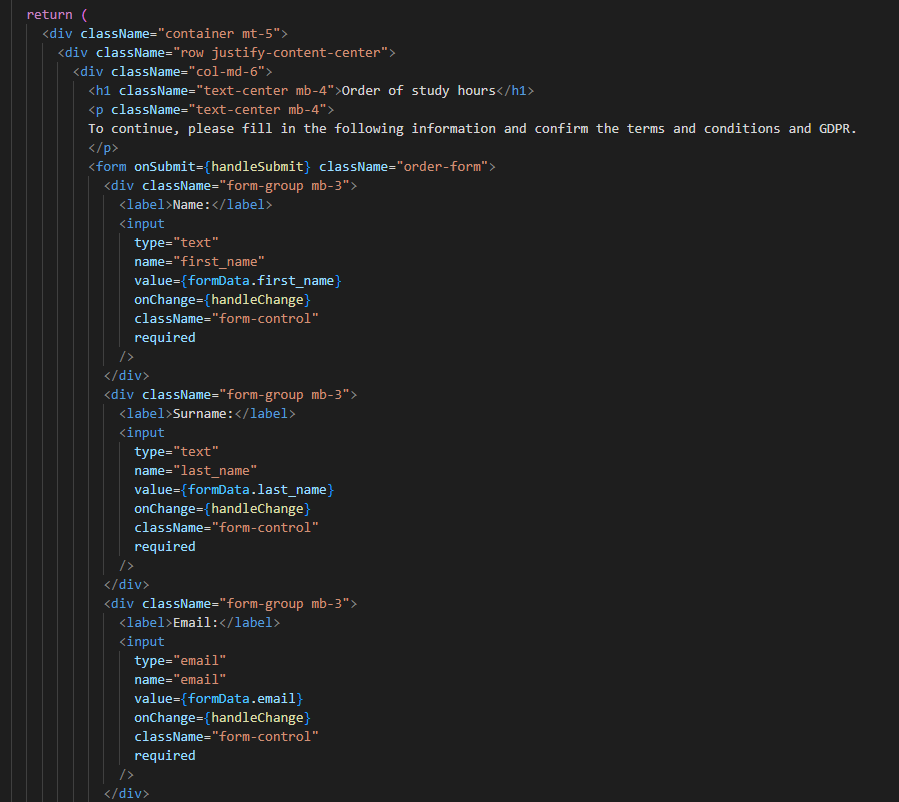 return (
<div className="container mt-5">
<div className="row justify-content-center">
<div className="col-md-6">
<h1 className="text-center mb-4">Order of study hours</h1>
<p className="text-center mb-4">
To continue, please fill in the following information and confirm the terms and conditions and GDPR.
</p>
<form onSubmit={handleSubmit} className="order-form">
<div className="form-group mb-3">
<label>Name:</label>
<input
type="text"
name="first_name"
value={formData.first_name}
onChange={handleChange}
className="form-control"
required
/>
</div>
<div className="form-group mb-3">
<label>Surname:</label>
<input
type="text"
name="last_name"
value={formData.last_name}
onChange={handleChange}
className="form-control"
required
/>
</div>
<div className="form-group mb-3">
<label>Email:</label>
<input
type="email"
name="email"
value={formData.email}
onChange={handleChange}
className="form-control"
required
/>
</div>